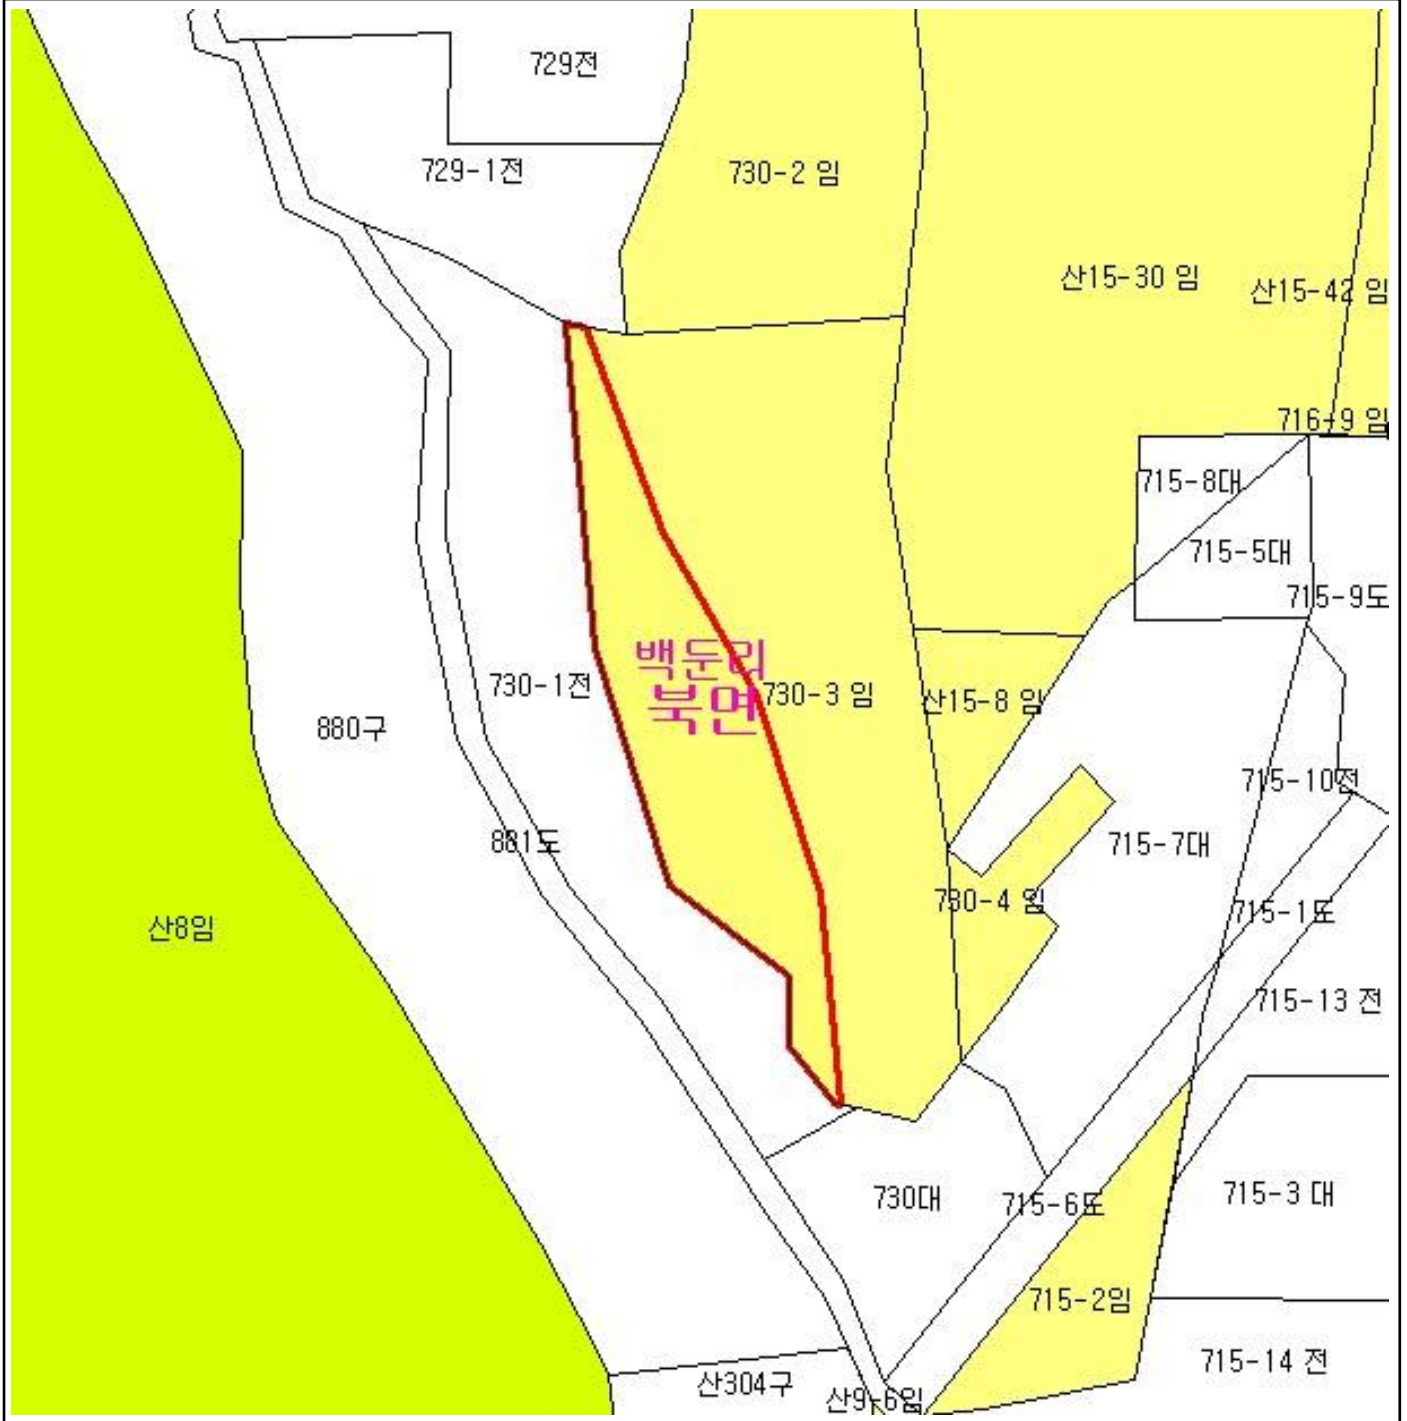 729전
729-1전
730-2 임
산15-30 임
산15-42 임
716-9 임
715-8대
715-5대
715-9도
백둔리
북면
730-1전
730-3 임
산15-8 임
880구
715-10전
881도
715-7대
730-4 임
715-1도
산8임
715-13 전
730대
715-6도
715-3 대
715-2임
715-14 전
산304구
산9-6임